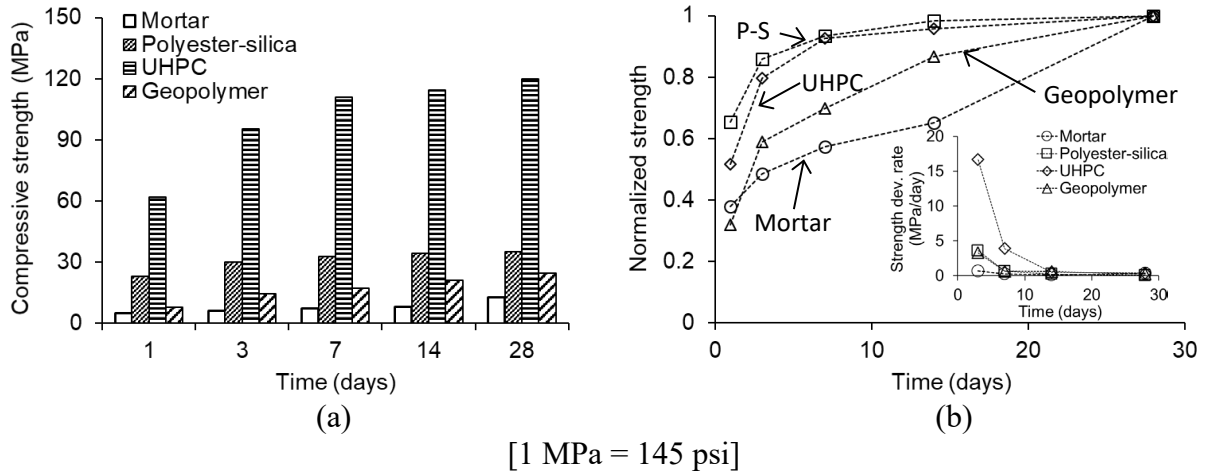 Compressive strength (MPa)
150
120
90
60
30
0
Mortar
Polyester-silica
UHPC
Geopolymer
1 3 7 14 28
Time (days)
(a)
Normalized strength
1
0.8
0.6
0.4
0.2
0
P-S
UHPC
Geopolymer
Mortar
Strength dev. rate
(MPa/day)
20
15
10
5
0
Mortar
Polyester-silica
UHPC
Geopolymer
0 10 20 30
Time (days)
0 10 20 30
Time (days)
(b)
[1 MPa = 145 psi]